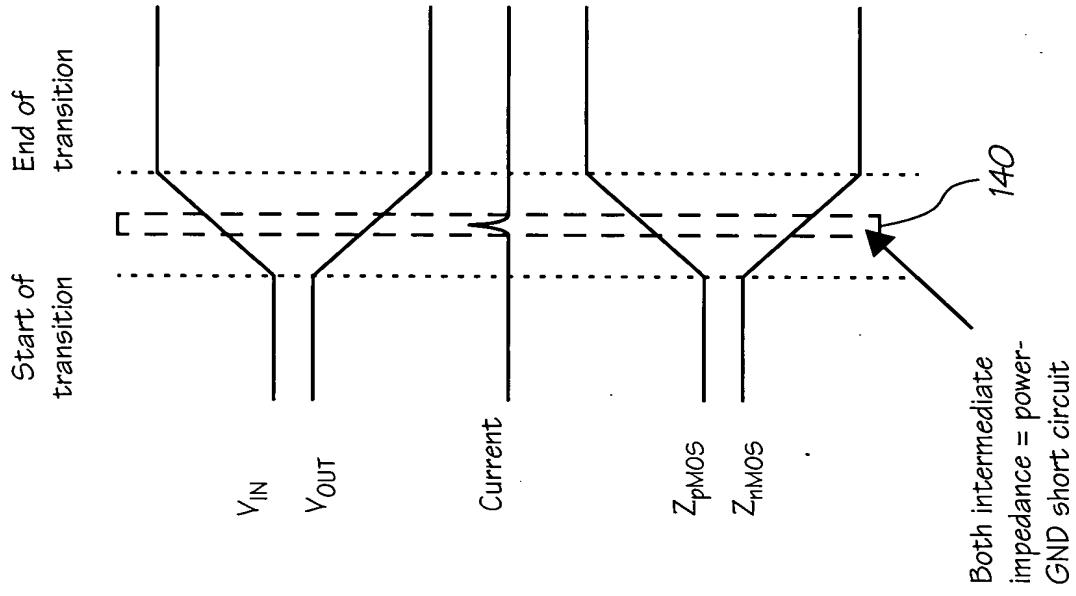 Start of
transition
End of
transition
V_IN
V_OUT
Current
Z_pMOS
Z_nMOS
140
Both intermediate
impedance = power-
GND short circuit